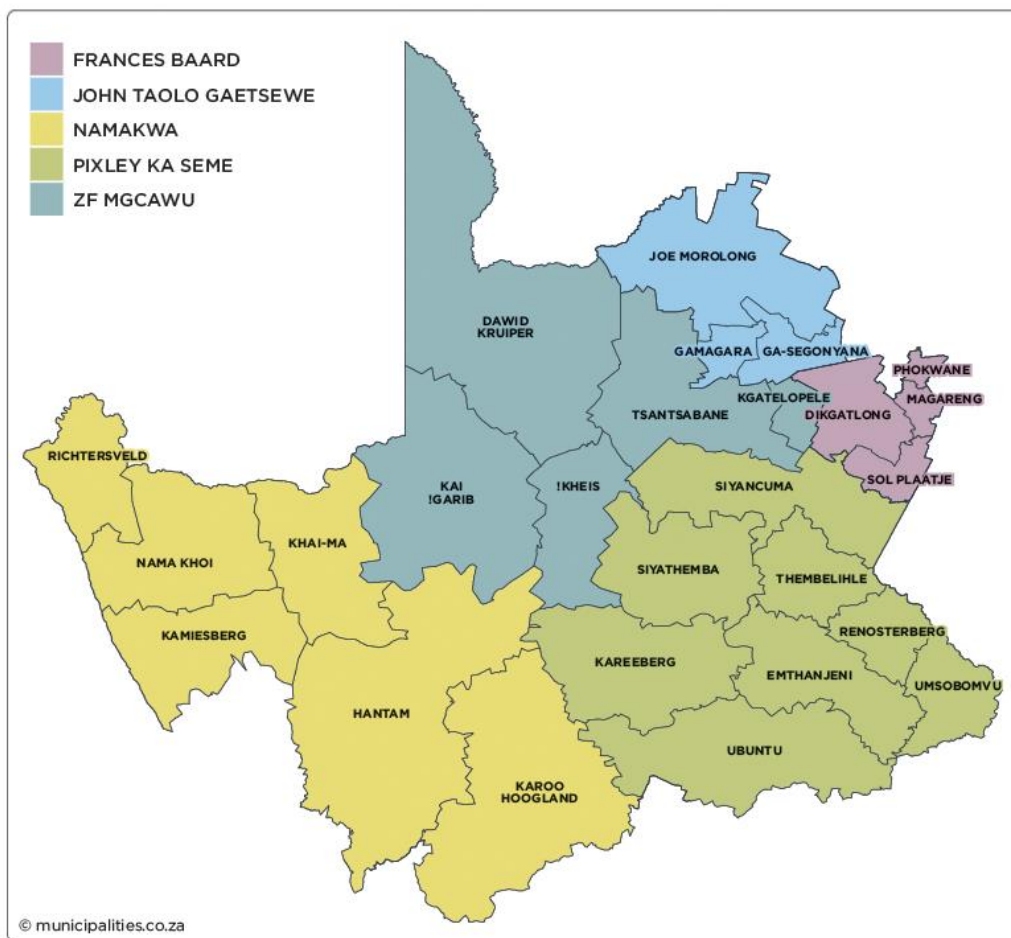 FRANCES BAARD
JOHN TAOLO GAETSEWE
NAMAKWA
PIXLEY KA SEME
ZF MGCAWU
JOE MOROLONG
DAWID
KRUIPER
GAMAGARA
GA-SEGONYANA
PHOKWANE
KGATELOPELE
MAGARENG
TSANTSABANE
DIKGATLONG
RICHTERSVELD
SOL PLAATJE
KAI
!GARIB
!KHEIS
SIYANCUMA
KHAI-MA
NAMA KHOI
SIYATHEMBA
THEMBELIHLE
KAMIESBERG
RENOSTERBERG
KAREEBERG
EMTHANJENI
UMSOBOMVU
HANTAM
UBUNTU
KAROO
HOOGLAND
© municipalities.co.za